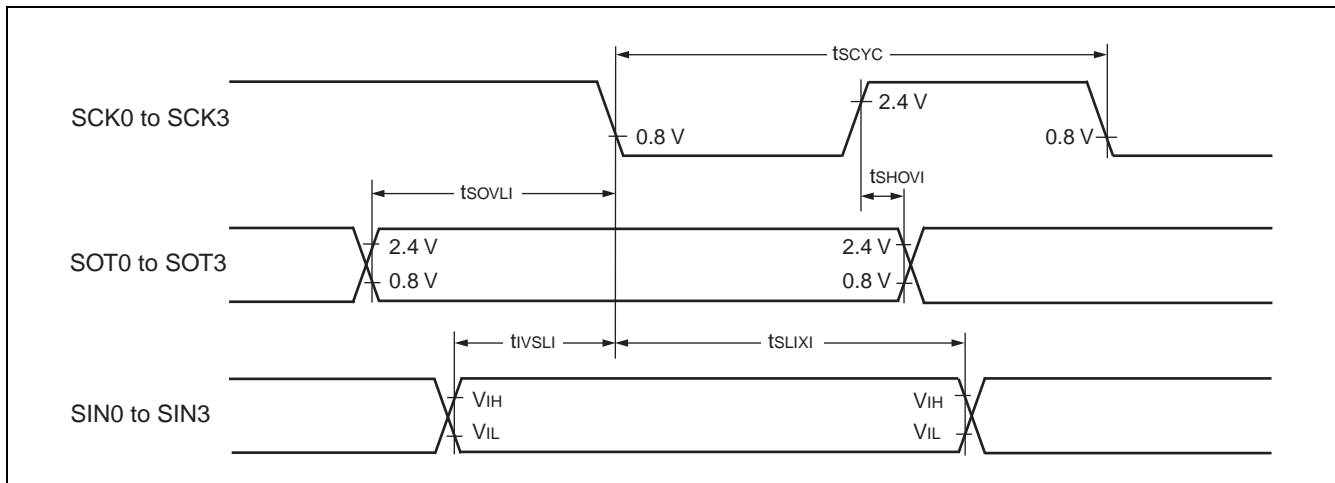 tSCYC
SCK0 to SCK3
2.4 V
0.8 V
0.8 V
tSHOVI
tSOVLI
SOT0 to SOT3
2.4 V
2.4 V
0.8 V
0.8 V
tIVSLI
tSLIXI
SIN0 to SIN3
VIH
VIH
VIL
VIL